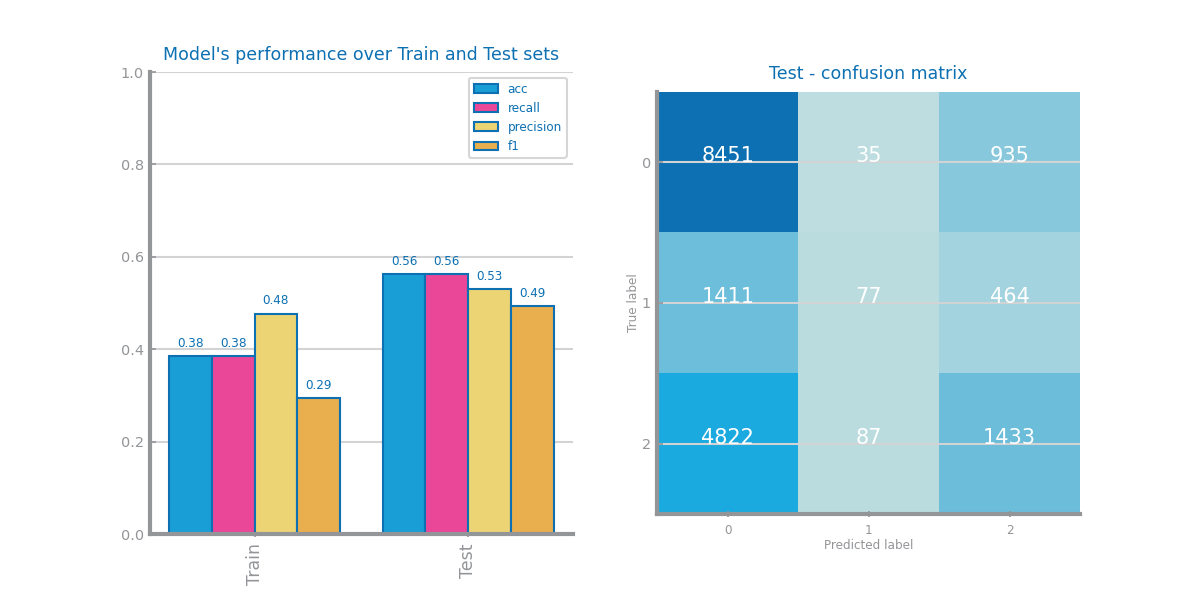 Model's performance over Train and Test sets
1.0
0.8
0.6
0.4
0.2
0.0
acc
recall
precision
f1
0.38
0.38
0.48
0.29
0.56
0.56
0.53
0.49
Train
Test
Test - confusion matrix
True label
0
1
2
8451 35 935
1411 77 464
4822 87 1433
0 1 2
Predicted label